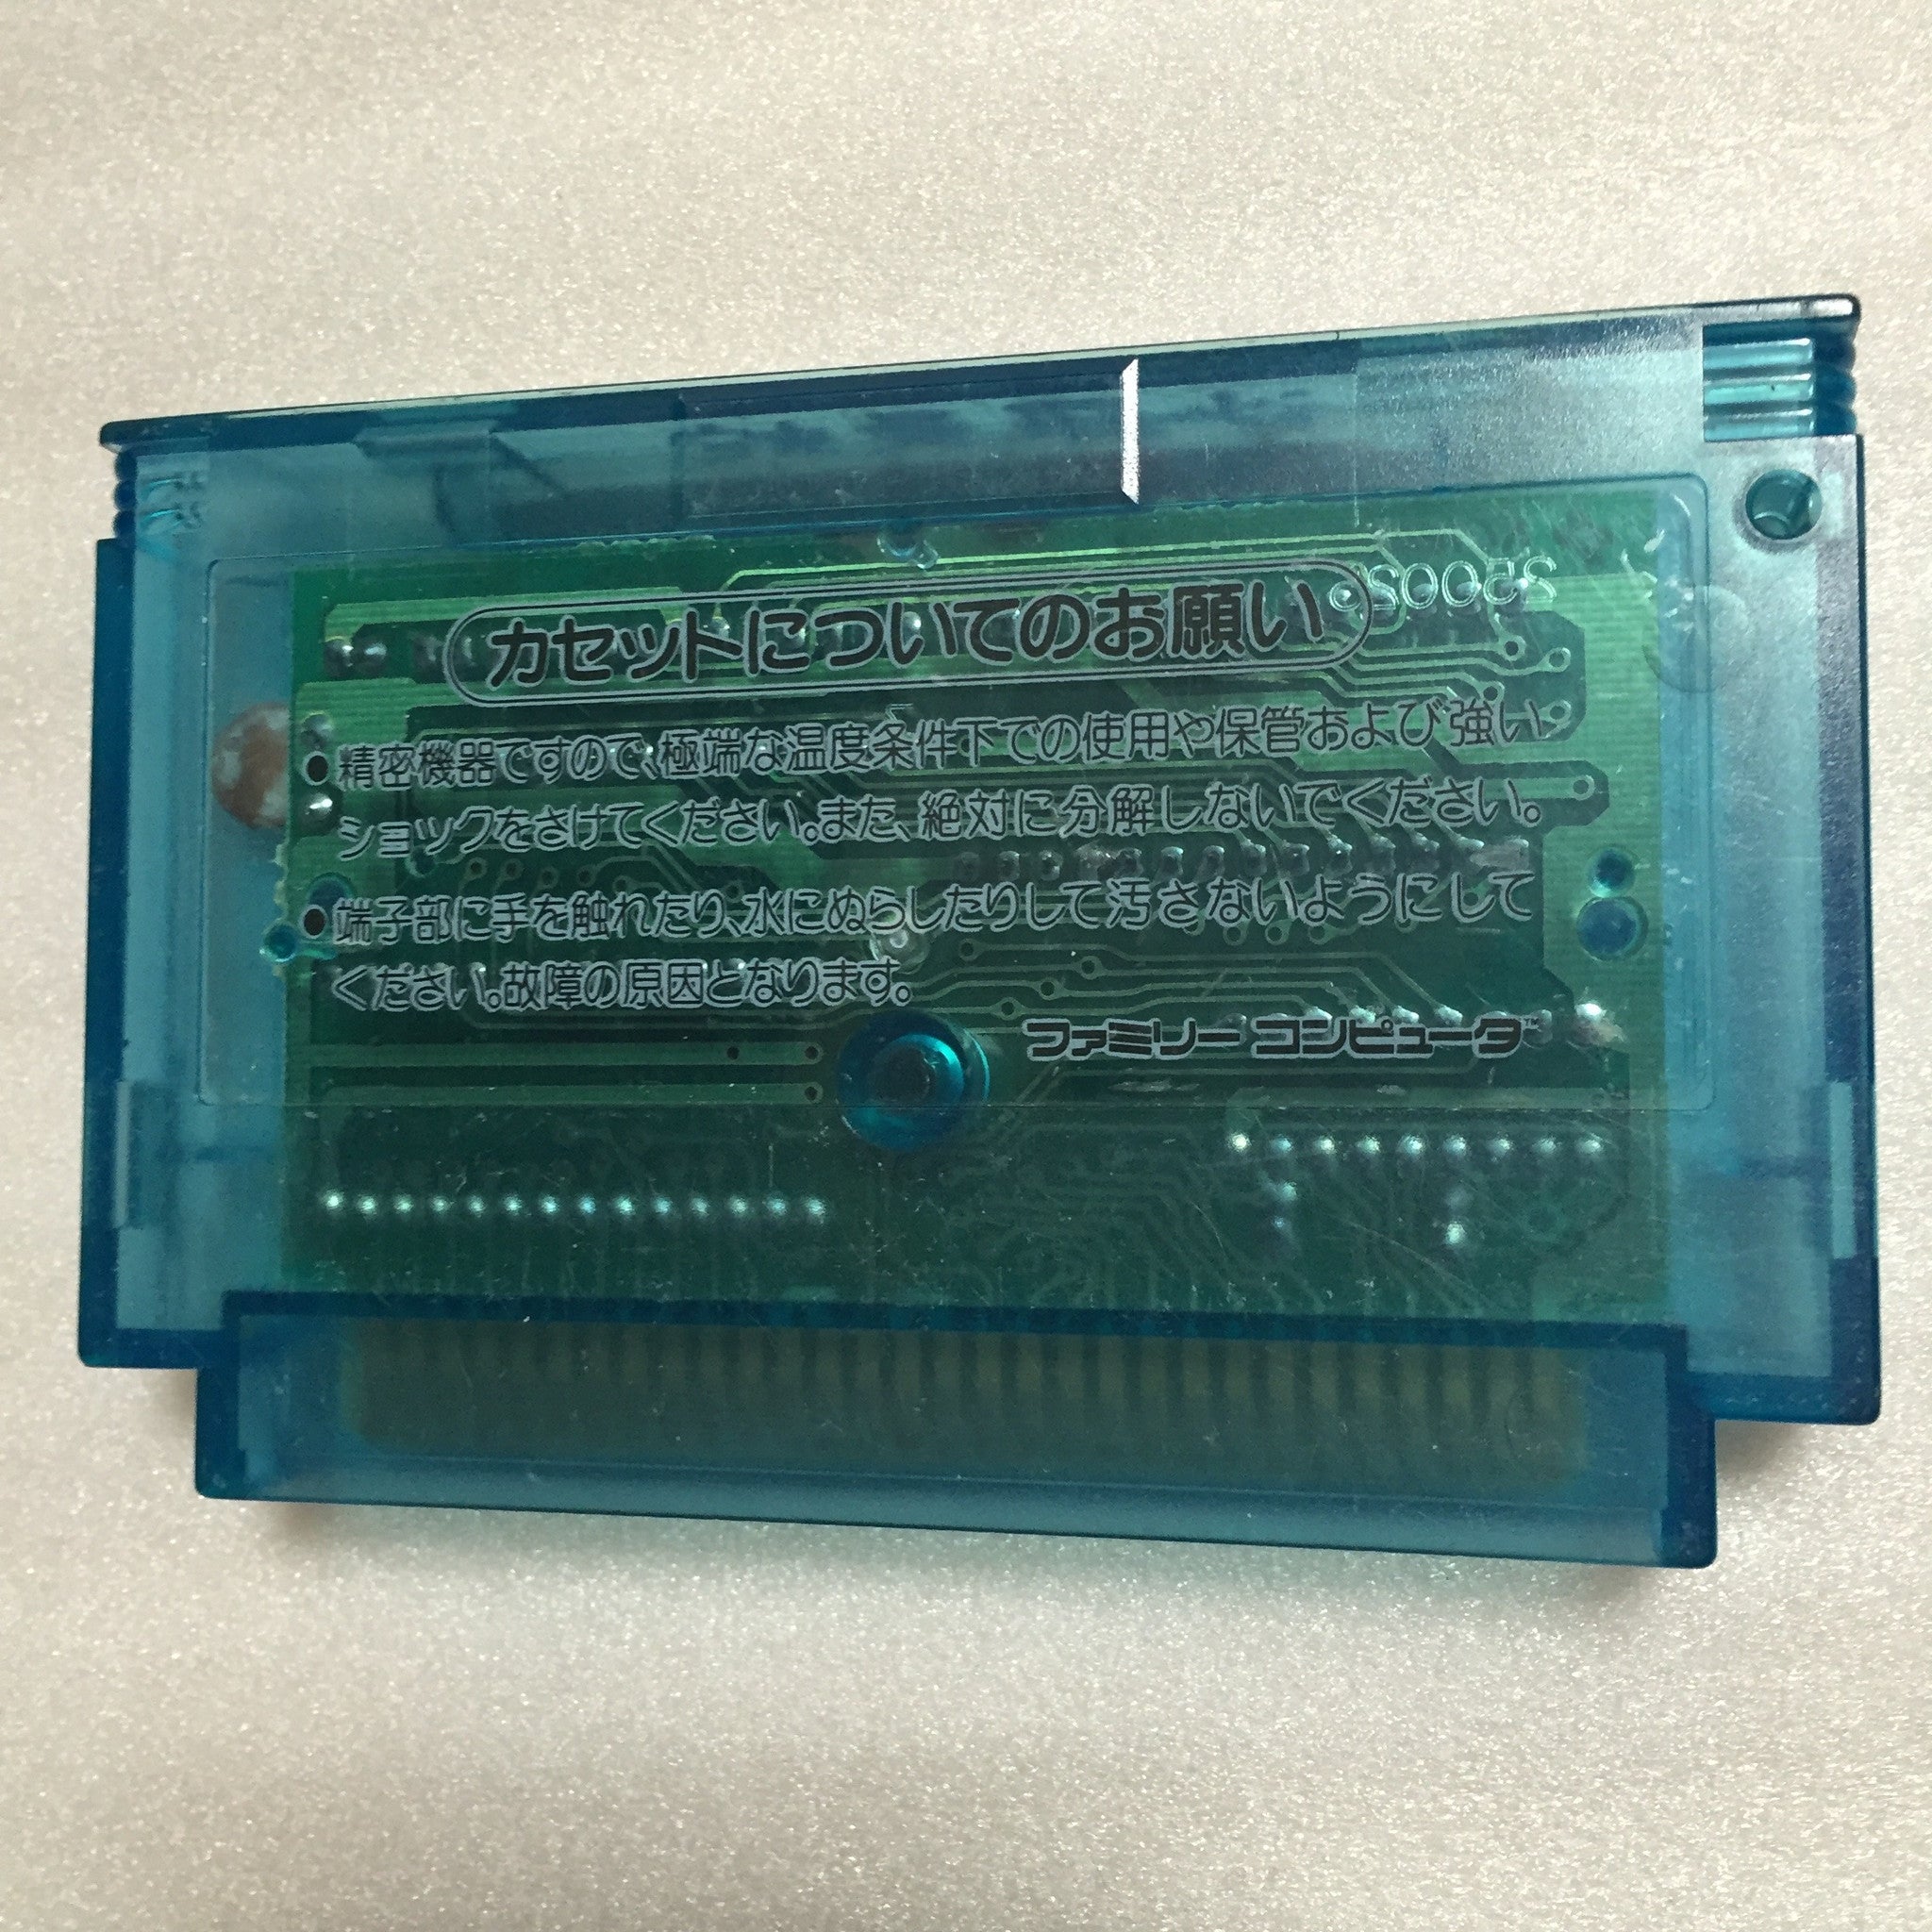 カセットについてのお願い
●精密機器ですので、極端な温度条件下での使用や保管および強い
ショックをさけてください。また、絶対に分解しないでください。
●端子部に手を触れたり、水にぬらしたりして汚さないようにして
ください。故障の原因となります。
ファミリー コンピュータ™